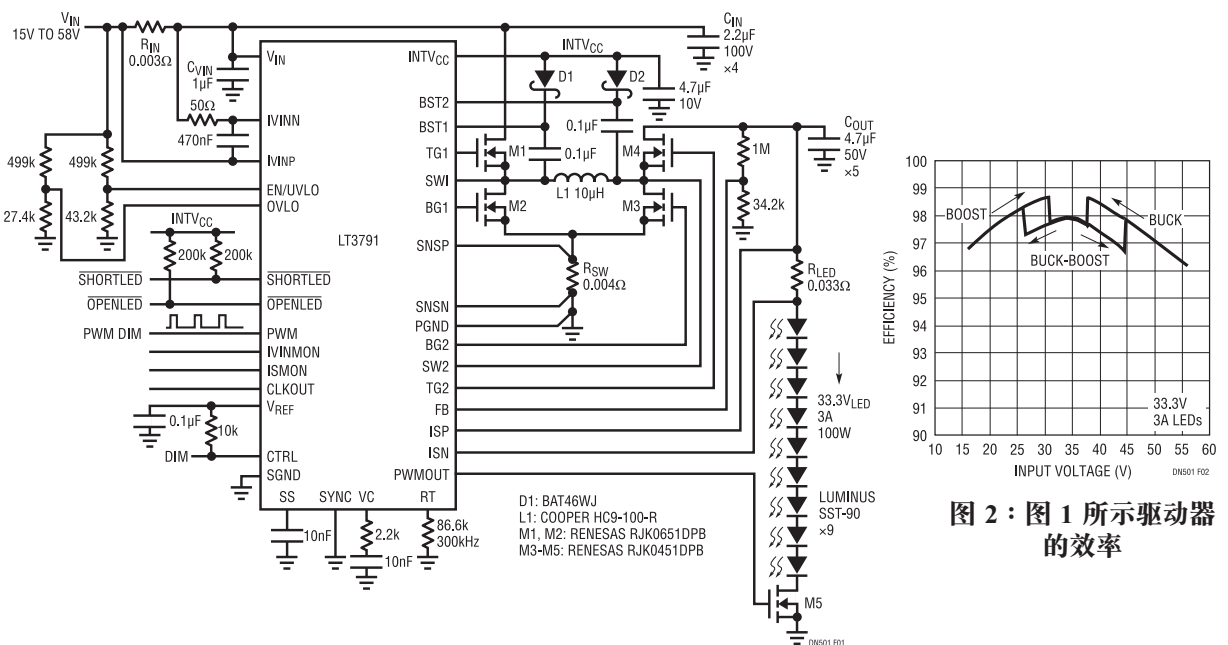 VIN
15V TO 58V
RIN
0.003Ω
CVIN
1µF
50Ω
470nF
499k
499k
27.4k
43.2k
INTVCC
200k
200k
SHORTLED
OPENLED
PWM DIM
0.1µF
10k
DIM
VIN
IVINN
IVINP
EN/UVLO
OVLO
SHORTLED
OPENLED
PWM
IVINMON
ISMON
CLKOUT
VREF
CTRL
SGND
SS
SYNC
VC
RT
LT3791
INTVCC
BST2
BST1
TG1
SWI
BG1
SNSP
SNSN
PGND
BG2
SW2
TG2
FB
ISP
ISN
PWMOUT
10nF
2.2k
10nF
86.6k
300kHz
INTVCC
D1
D2
4.7µF
10V
0.1µF
0.1µF
M1
M4
L1 10µH
M2
M3
RSW
0.004Ω
CIN
2.2µF
100V
×4
1M
34.2k
COUT
4.7µF
50V
×5
RLED
0.033Ω
33.3VLED
3A
100W
LUMINUS
SST-90
×9
M5
D1: BAT46WJ
L1: COOPER HC9-100-R
M1, M2: RENESAS RJK0651DPB
M3-M5: RENESAS RJK0451DPB
DN501 F01
EFFICIENCY (%)
100
99
98
97
96
95
94
93
92
91
90
BOOST
BUCK
BUCK-BOOST
33.3V
3A LEDs
10 15 20 25 30 35 40 45 50 55 60
INPUT VOLTAGE (V)
DN501 F02
图 2：图 1 所示驱动器
的效率